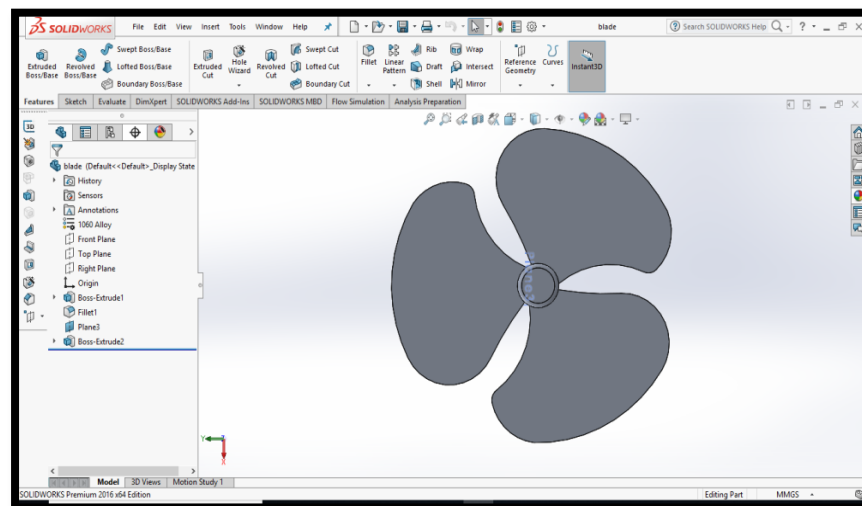 SOLIDWORKS File Edit View Insert Tools Window Help blade Search SOLIDWORKS Help
Extruded Boss/Base
Revolved Boss/Base
Swept Boss/Base
Lofted Boss/Base
Boundary Boss/Base
Extruded Cut
Hole Wizard
Revolved Cut
Swept Cut
Lofted Cut
Boundary Cut
Fillet
Linear Pattern
Rib
Draft
Shell
Wrap
Intersect
Mirror
Reference Geometry
Curves
Instant3D
Features Sketch Evaluate DimXpert SOLIDWORKS Add-Ins SOLIDWORKS MBD Flow Simulation Analysis Preparation
blade (Default<<Default>_Display State
History
Sensors
Annotations
1060 Alloy
Front Plane
Top Plane
Right Plane
Origin
Boss-Extrude1
Fillet1
Plane3
Boss-Extrude2
Plane3
Y
X
Model 3D Views Motion Study 1
SOLIDWORKS Premium 2016 x64 Edition Editing Part MMGS